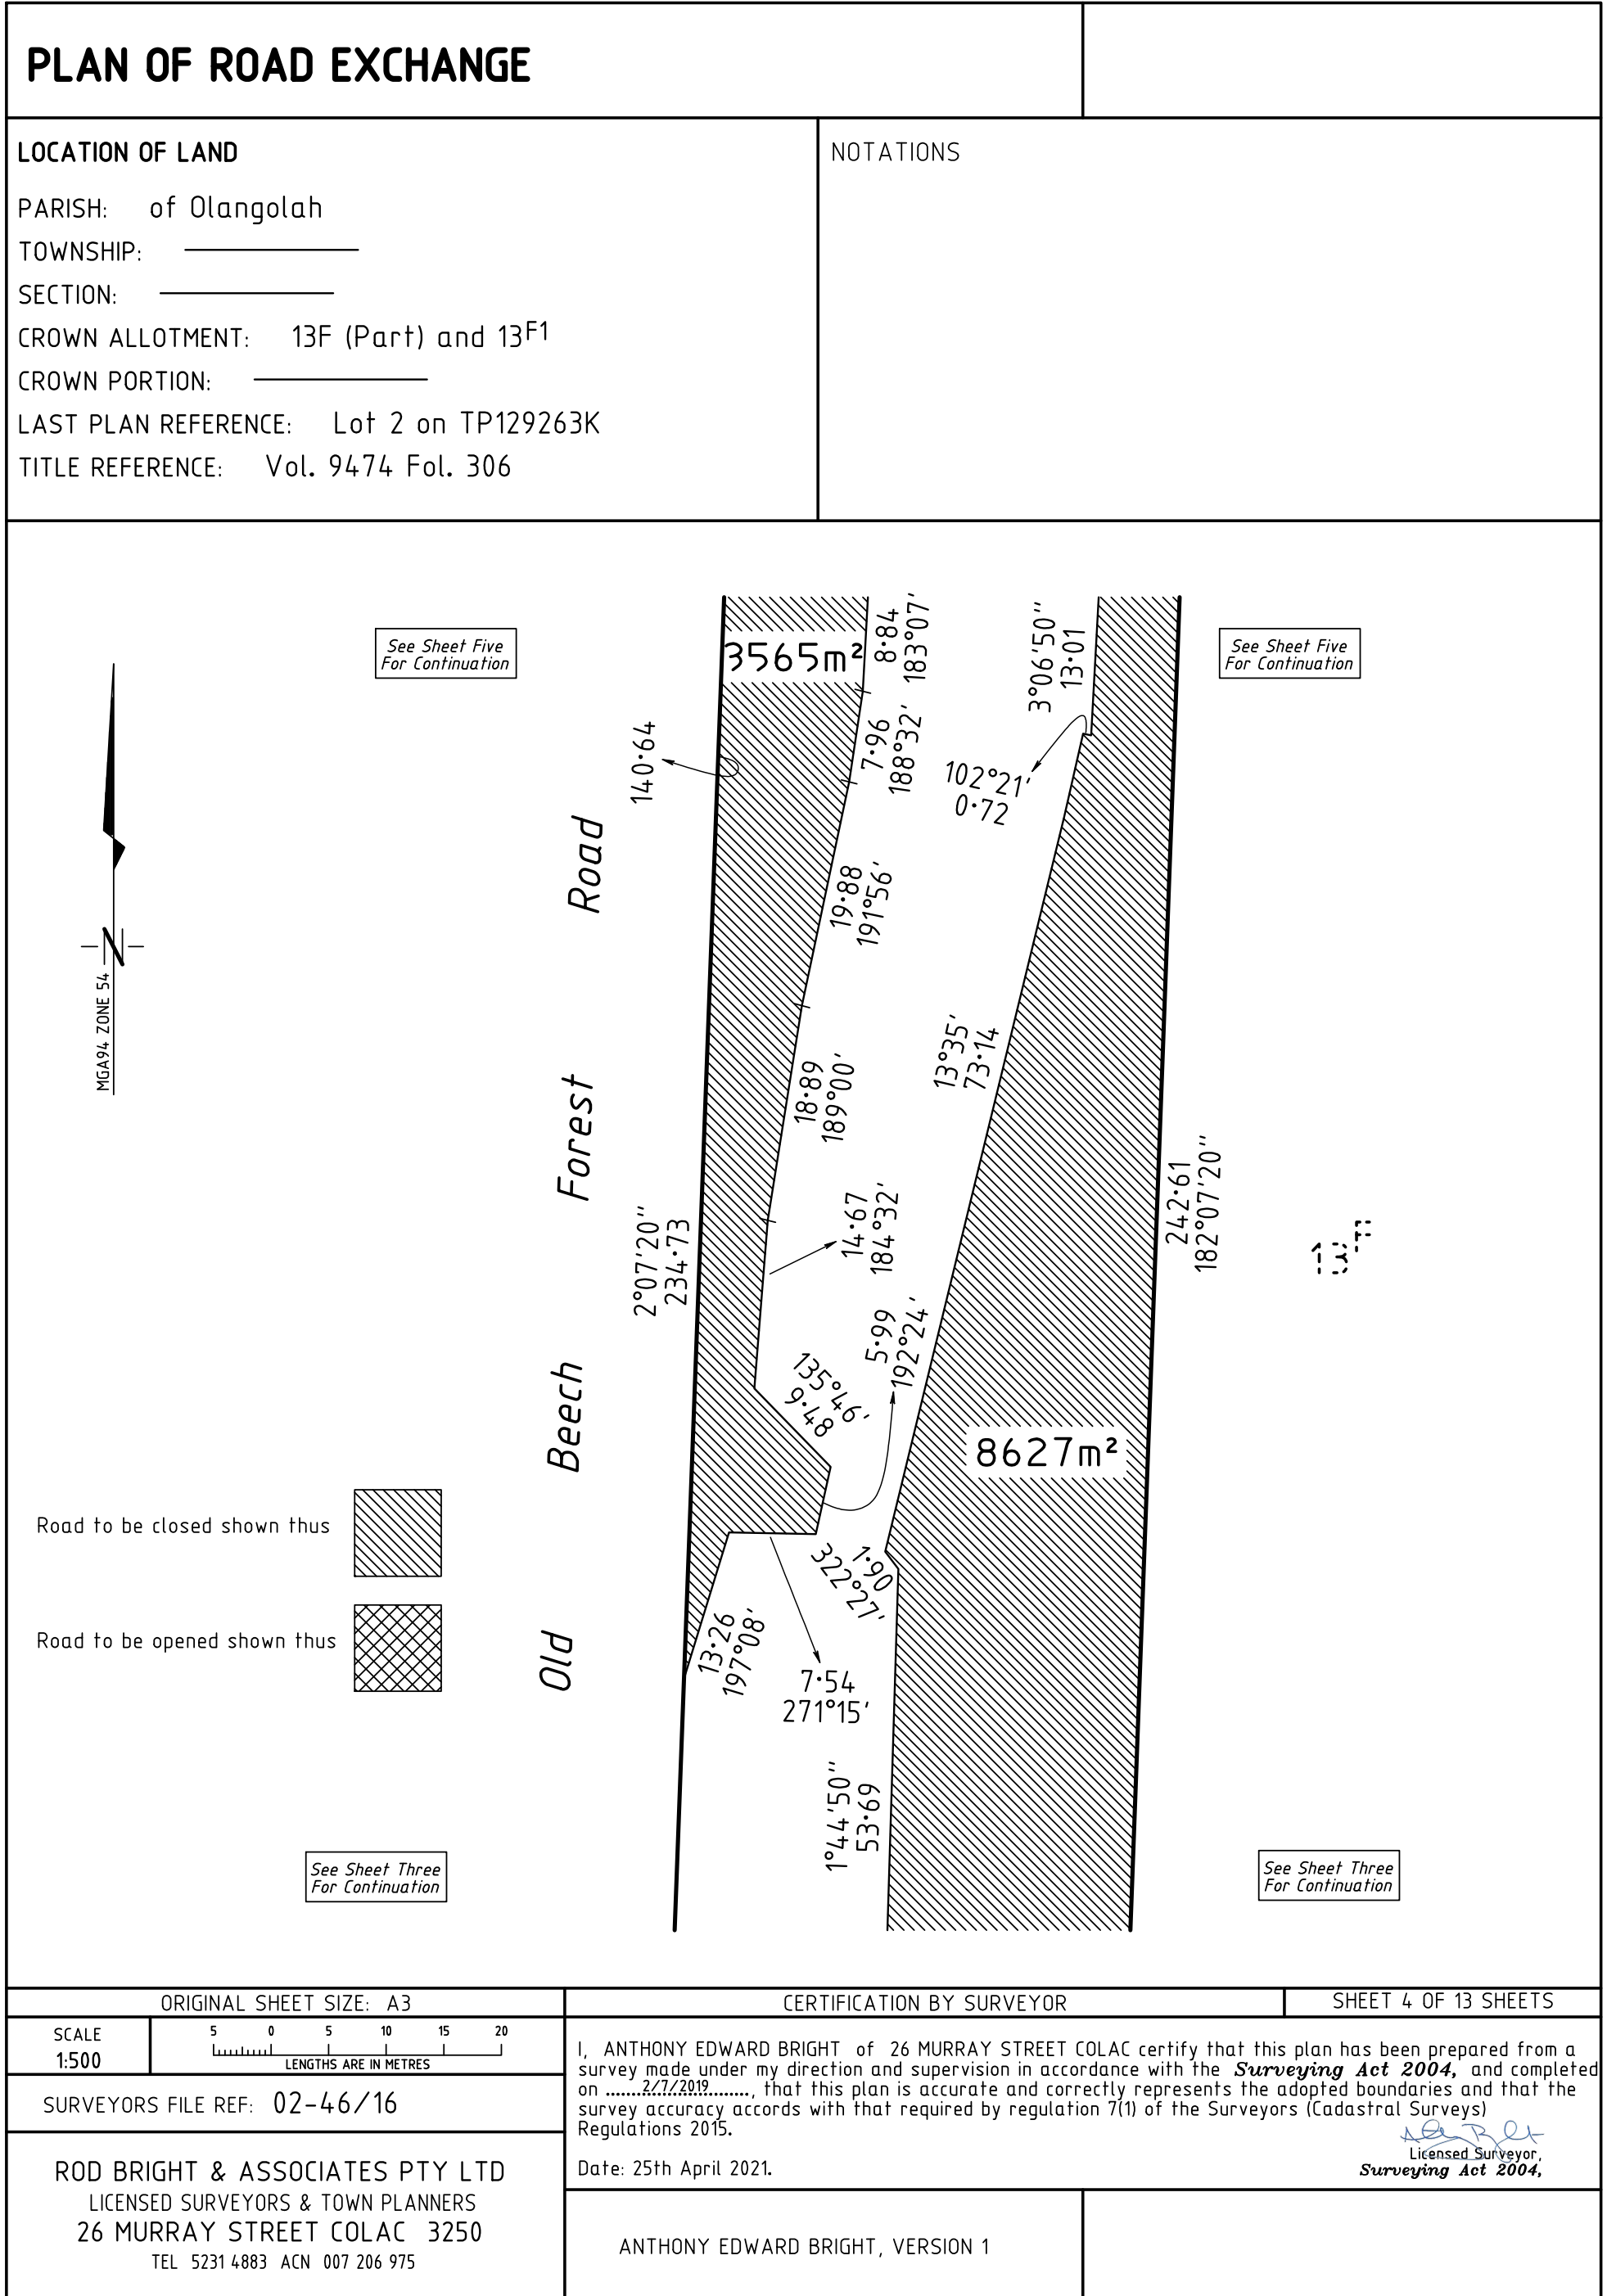 PLAN OF ROAD EXCHANGE
LOCATION OF LAND
PARISH: of Olangolah
TOWNSHIP:
SECTION:
CROWN ALLOTMENT: 13F (Part) and 13F1
CROWN PORTION:
LAST PLAN REFERENCE: Lot 2 on TP129263K
TITLE REFERENCE: Vol. 9474 Fol. 306
NOTATIONS
See Sheet Five
For Continuation
3565m²
8·84
183°07'
3°06'50"
13·01
See Sheet Five
For Continuation
140·64
7·96
188°32'
102°21'
0·72
Road
19·88
191°56'
N
MGA94 ZONE 54
13°35'
73·14
18·89
189°00'
Forest
14·67
184°32'
2°07'20"
234·73
242·61
182°07'20"
13F
5·99
192°24'
135°46'
9·48
Beech
8627m²
Road to be closed shown thus
1·90
322°27'
Road to be opened shown thus
Old
13·26
197°08'
7·54
271°15'
1°44'50"
53·69
See Sheet Three
For Continuation
See Sheet Three
For Continuation
ORIGINAL SHEET SIZE: A3
CERTIFICATION BY SURVEYOR
SHEET 4 OF 13 SHEETS
SCALE
1:500
5 0 5 10 15 20
LENGTHS ARE IN METRES
SURVEYORS FILE REF: 02-46/16
ROD BRIGHT & ASSOCIATES PTY LTD
LICENSED SURVEYORS & TOWN PLANNERS
26 MURRAY STREET COLAC 3250
TEL 5231 4883 ACN 007 206 975
I, ANTHONY EDWARD BRIGHT of 26 MURRAY STREET COLAC certify that this plan has been prepared from a
survey made under my direction and supervision in accordance with the Surveying Act 2004, and completed
on ........2/7/2019........, that this plan is accurate and correctly represents the adopted boundaries and that the
survey accuracy accords with that required by regulation 7(1) of the Surveyors (Cadastral Surveys)
Regulations 2015.
Date: 25th April 2021.
Licensed Surveyor,
Surveying Act 2004,
ANTHONY EDWARD BRIGHT, VERSION 1